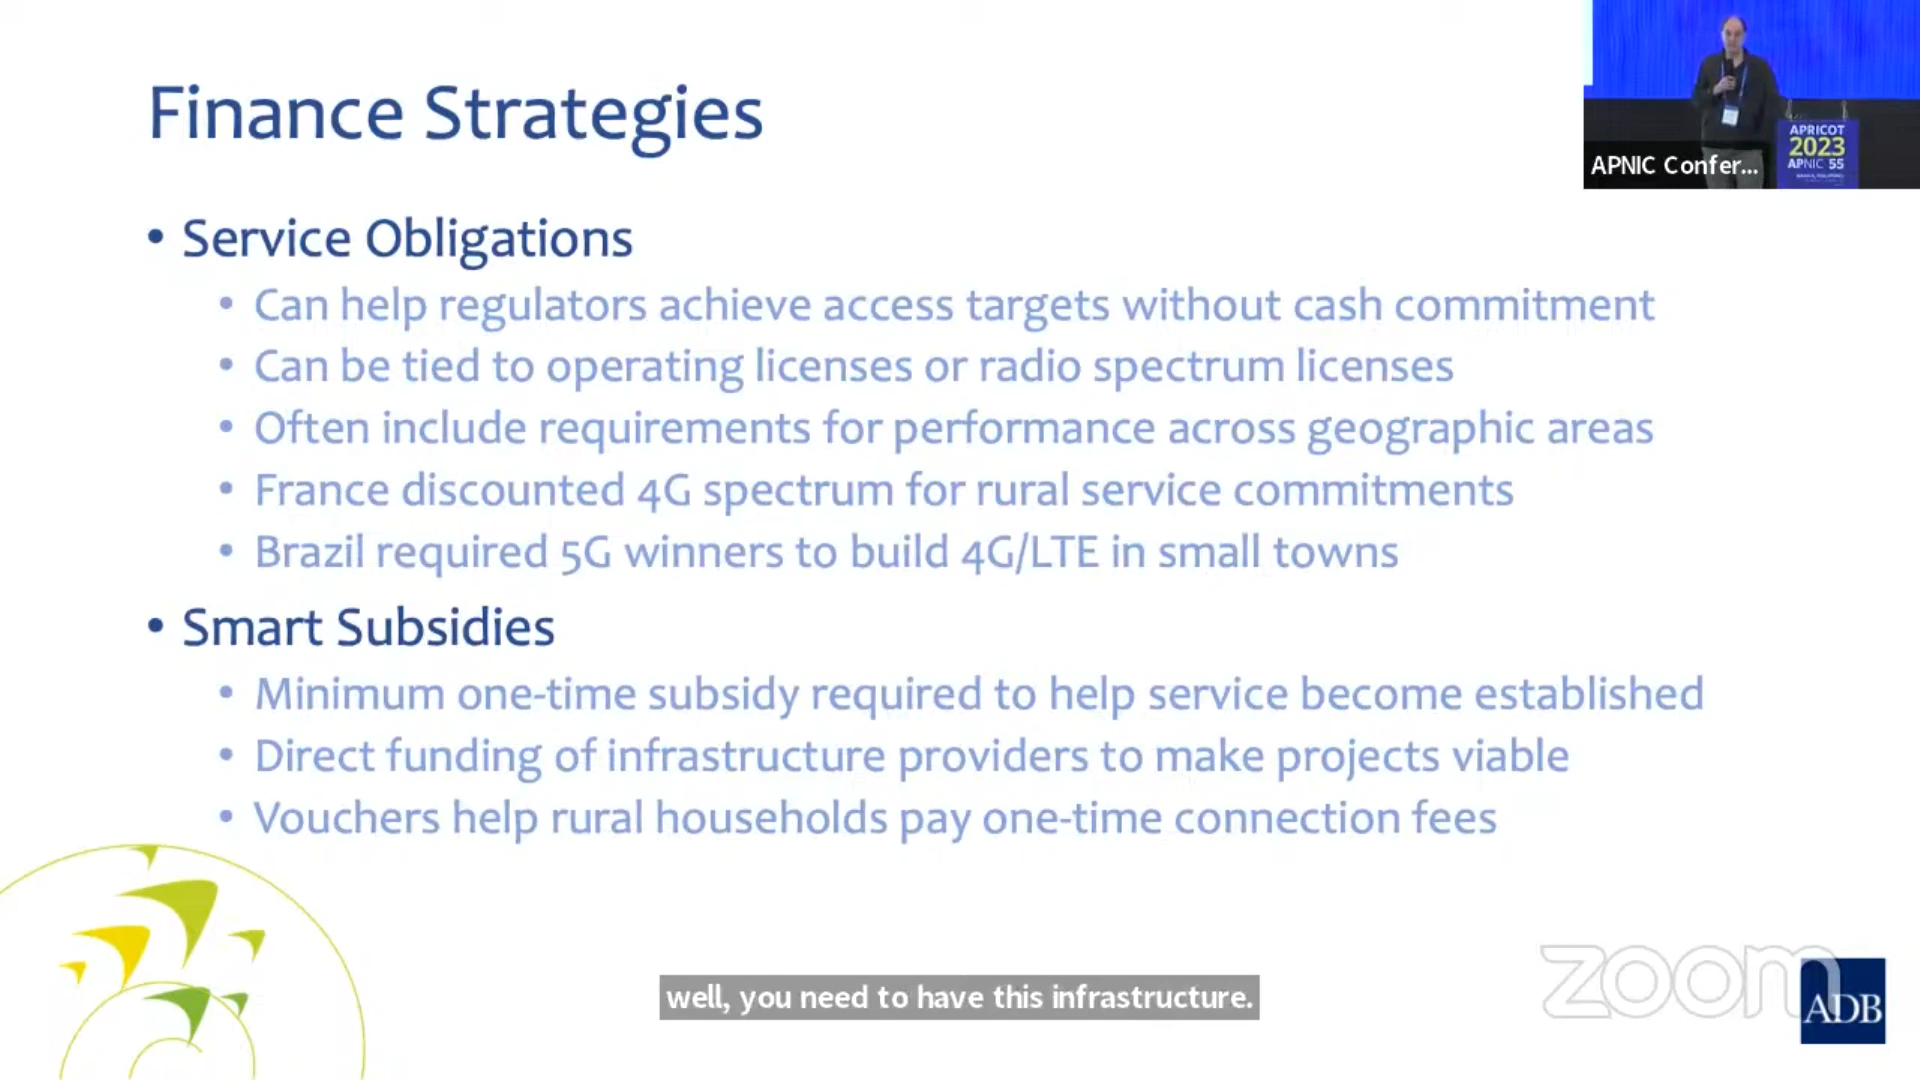 Finance Strategies
APRICOT
2023
APNIC 55
APNIC Confer...
• Service Obligations
• Can help regulators achieve access targets without cash commitment
• Can be tied to operating licenses or radio spectrum licenses
• Often include requirements for performance across geographic areas
• France discounted 4G spectrum for rural service commitments
• Brazil required 5G winners to build 4G/LTE in small towns
• Smart Subsidies
• Minimum one-time subsidy required to help service become established
• Direct funding of infrastructure providers to make projects viable
• Vouchers help rural households pay one-time connection fees
well, you need to have this infrastructure.
zoom
ADB